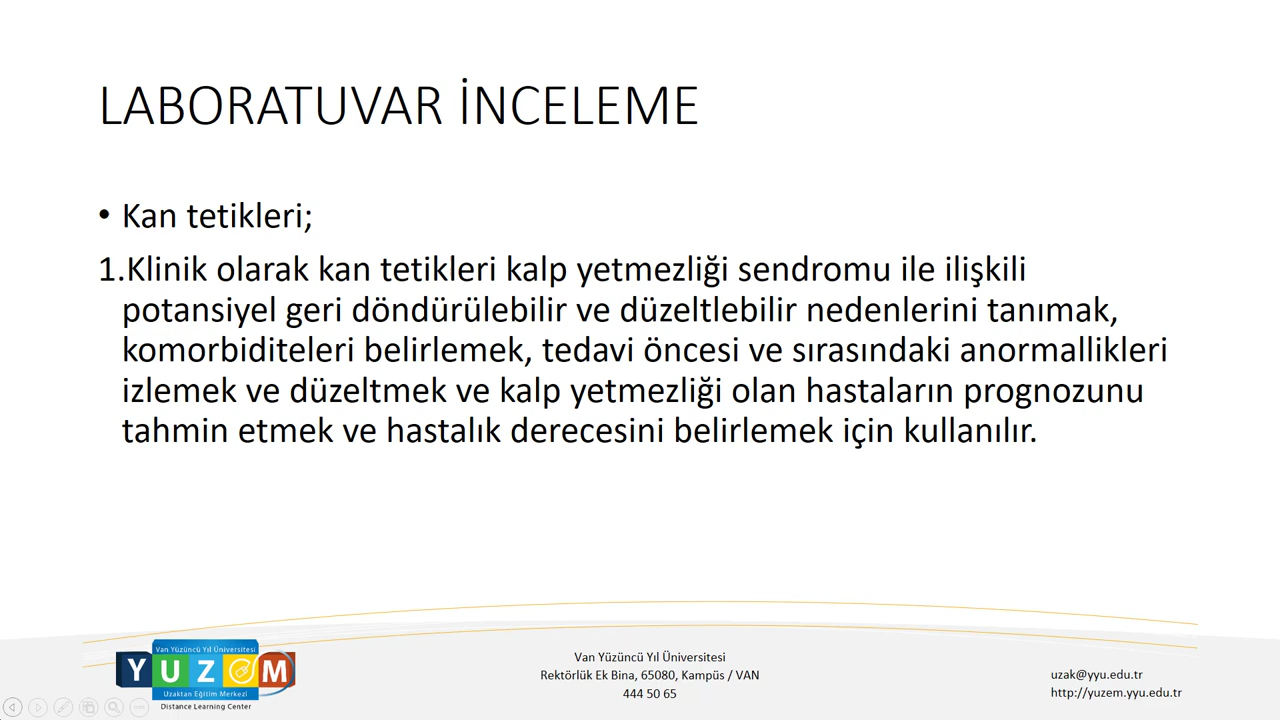 LABORATUVAR İNCELEME
• Kan tetikleri;
1.Klinik olarak kan tetikleri kalp yetmezliği sendromu ile ilişkili
potansiyel geri döndürülebilir ve düzeltlebilir nedenlerini tanımak,
komorbiditeleri belirlemek, tedavi öncesi ve sırasındaki anormallikleri
izlemek ve düzeltmek ve kalp yetmezliği olan hastaların prognozunu
tahmin etmek ve hastalık derecesini belirlemek için kullanılır.
Van Yüzüncü Yıl Üniversitesi
YUZEM
Uzaktan Eğitim Merkezi
Distance Learning Center
Van Yüzüncü Yıl Üniversitesi
Rektörlük Ek Bina, 65080, Kampüs / VAN
444 50 65
uzak@yyu.edu.tr
http://yuzem.yyu.edu.tr